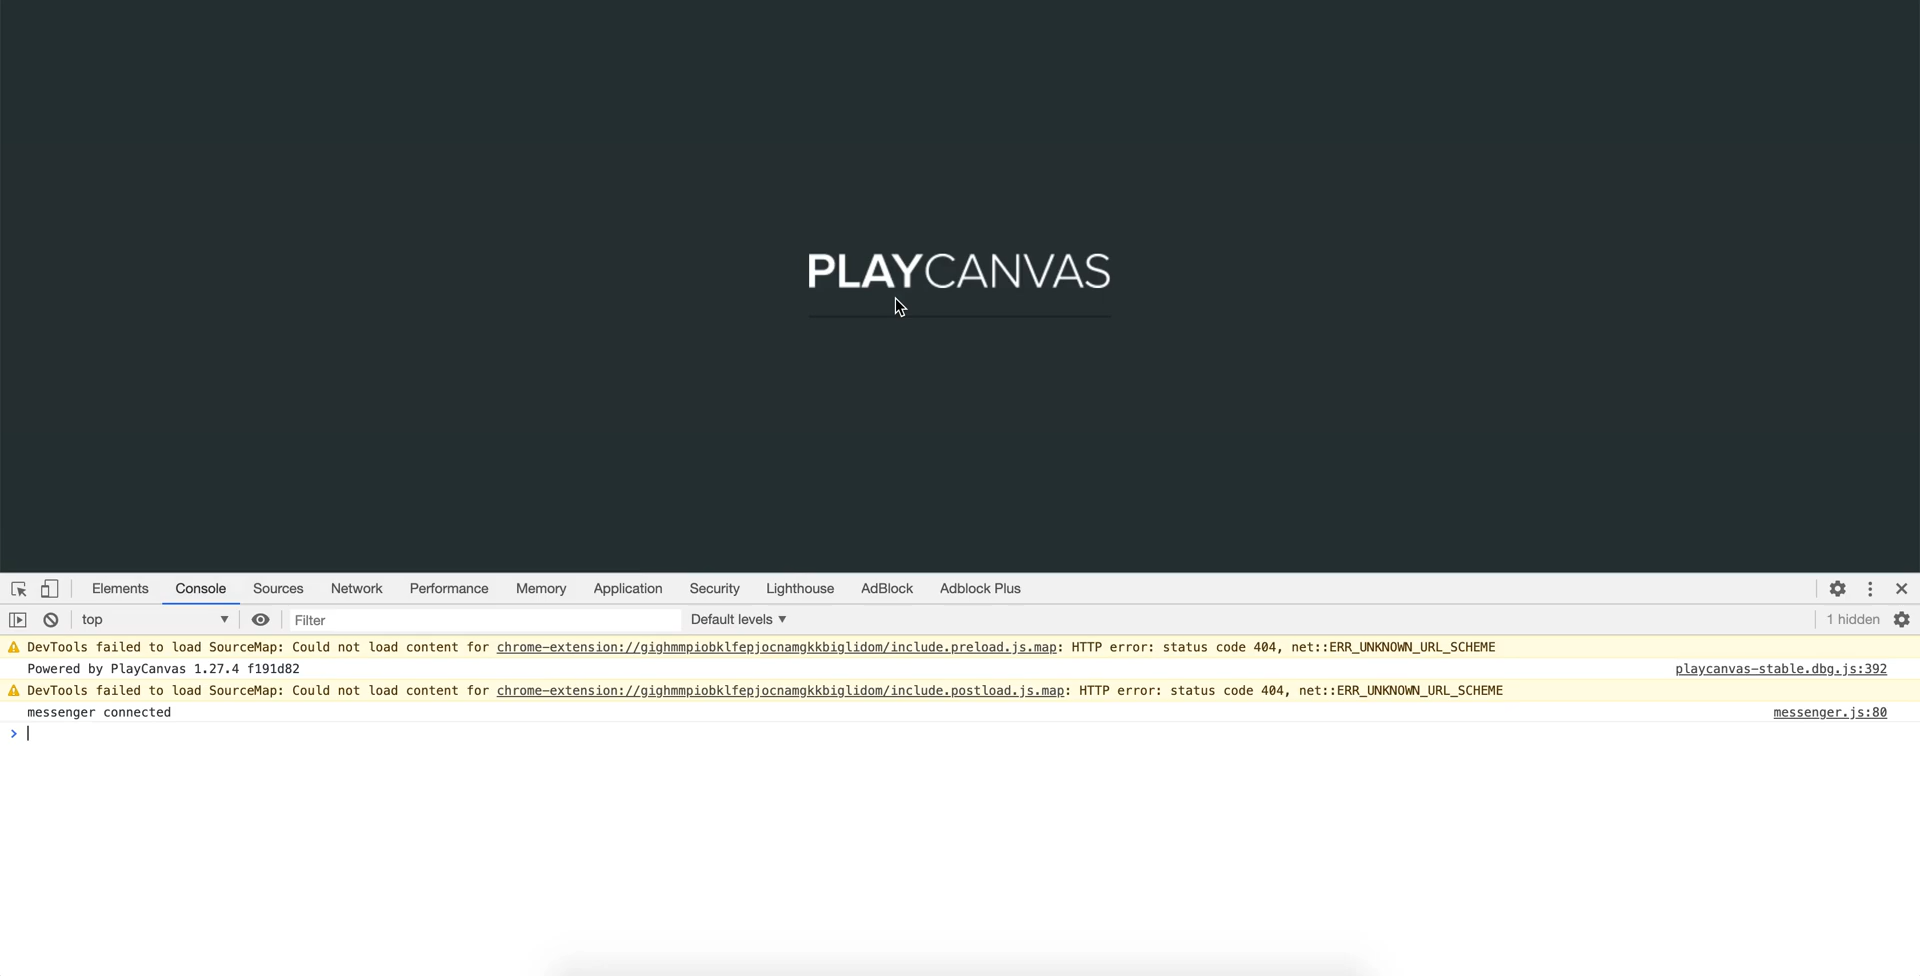 PLAYCANVAS
Elements Console Sources Network Performance Memory Application Security Lighthouse AdBlock Adblock Plus
top Filter Default levels 1 hidden
DevTools failed to load SourceMap: Could not load content for chrome-extension://gighmmpiobklfepjocnamgkkbiglidom/include.preload.js.map: HTTP error: status code 404, net::ERR_UNKNOWN_URL_SCHEME
Powered by PlayCanvas 1.27.4 f191d82 playcanvas-stable.dbg.js:392
DevTools failed to load SourceMap: Could not load content for chrome-extension://gighmmpiobklfepjocnamgkkbiglidom/include.postload.js.map: HTTP error: status code 404, net::ERR_UNKNOWN_URL_SCHEME
messenger connected messenger.js:80